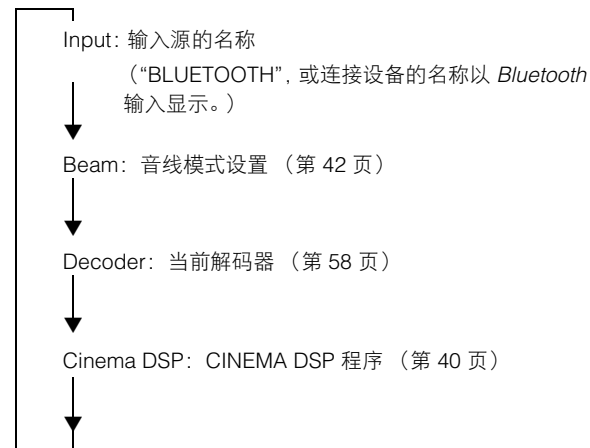 Input：输入源的名称
（“BLUETOOTH”，或连接设备的名称以 Bluetooth
输入显示。）
Beam：音线模式设置 （第 42 页）
Decoder：当前解码器 （第 58 页）
Cinema DSP：CINEMA DSP 程序 （第 40 页）